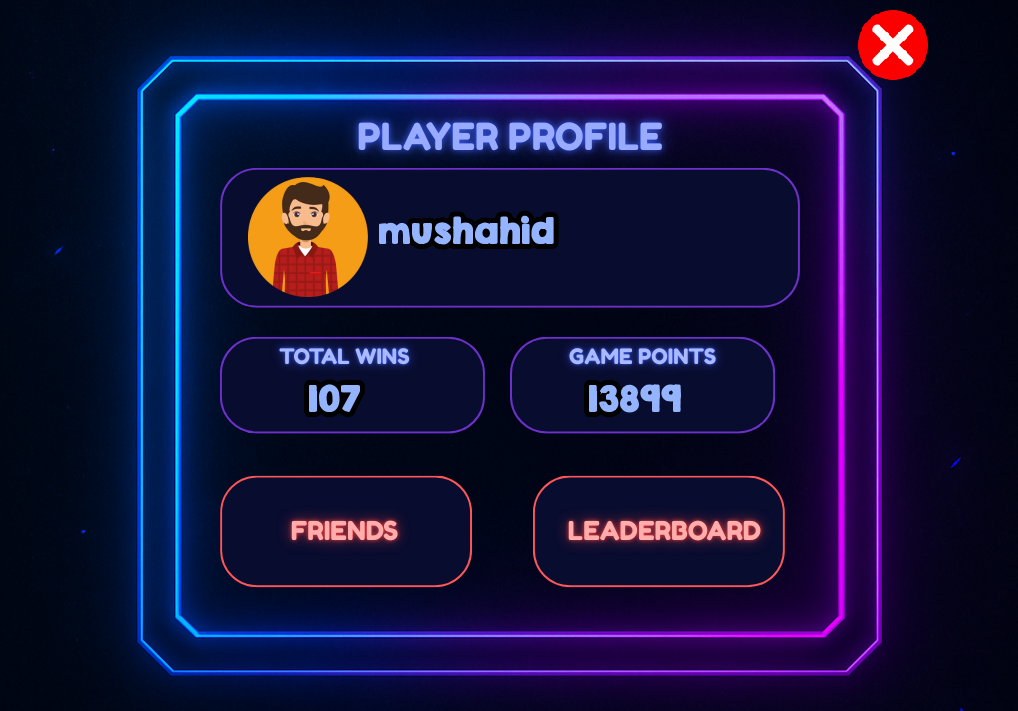 PLAYER PROFILE
mushahid
TOTAL WINS
107
GAME POINTS
13899
FRIENDS
LEADERBOARD